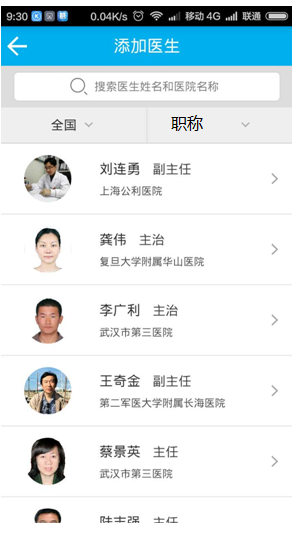 9:30 0.04K/s 移动 4G 联通
添加医生
搜索医生姓名和医院名称
全国 职称
刘连勇 副主任
上海公利医院
龚伟 主治
复旦大学附属华山医院
李广利 主治
武汉市第三医院
王奇金 副主任
第二军医大学附属长海医院
蔡景英 主任
武汉市第三医院
陆志强 主任